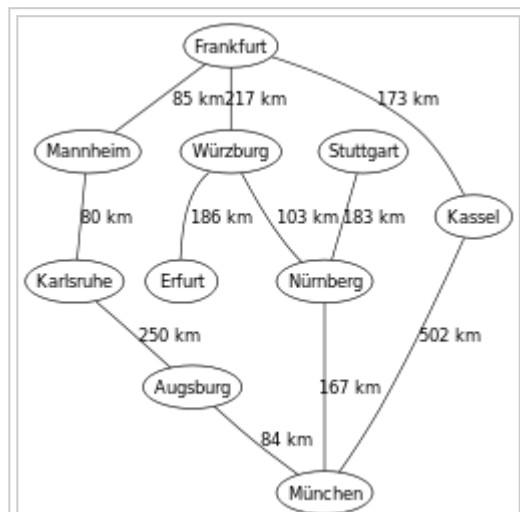 Frankfurt
85 km
217 km
173 km
Mannheim
Würzburg
Stuttgart
80 km
186 km
103 km
183 km
Kassel
Karlsruhe
Erfurt
Nürnberg
250 km
502 km
Augsburg
167 km
84 km
München